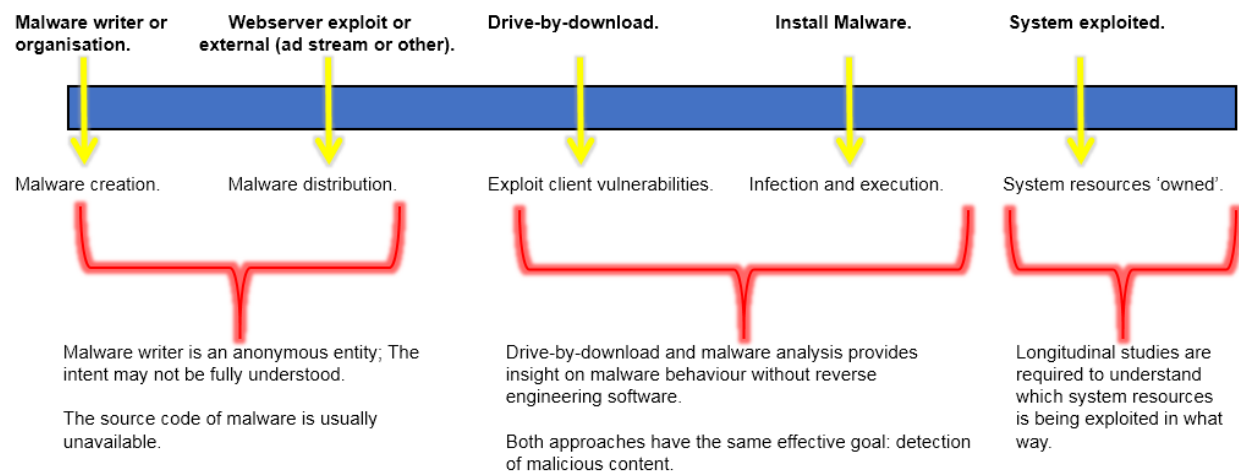 Malware writer or
organisation.
Webserver exploit or
external (ad stream or other).
Drive-by-download.
Install Malware.
System exploited.
Malware creation.
Malware distribution.
Exploit client vulnerabilities.
Infection and execution.
System resources ‘owned’.
Malware writer is an anonymous entity; The
intent may not be fully understood.
The source code of malware is usually
unavailable.
Drive-by-download and malware analysis provides
insight on malware behaviour without reverse
engineering software.
Both approaches have the same effective goal: detection
of malicious content.
Longitudinal studies are
required to understand
which system resources
is being exploited in what
way.